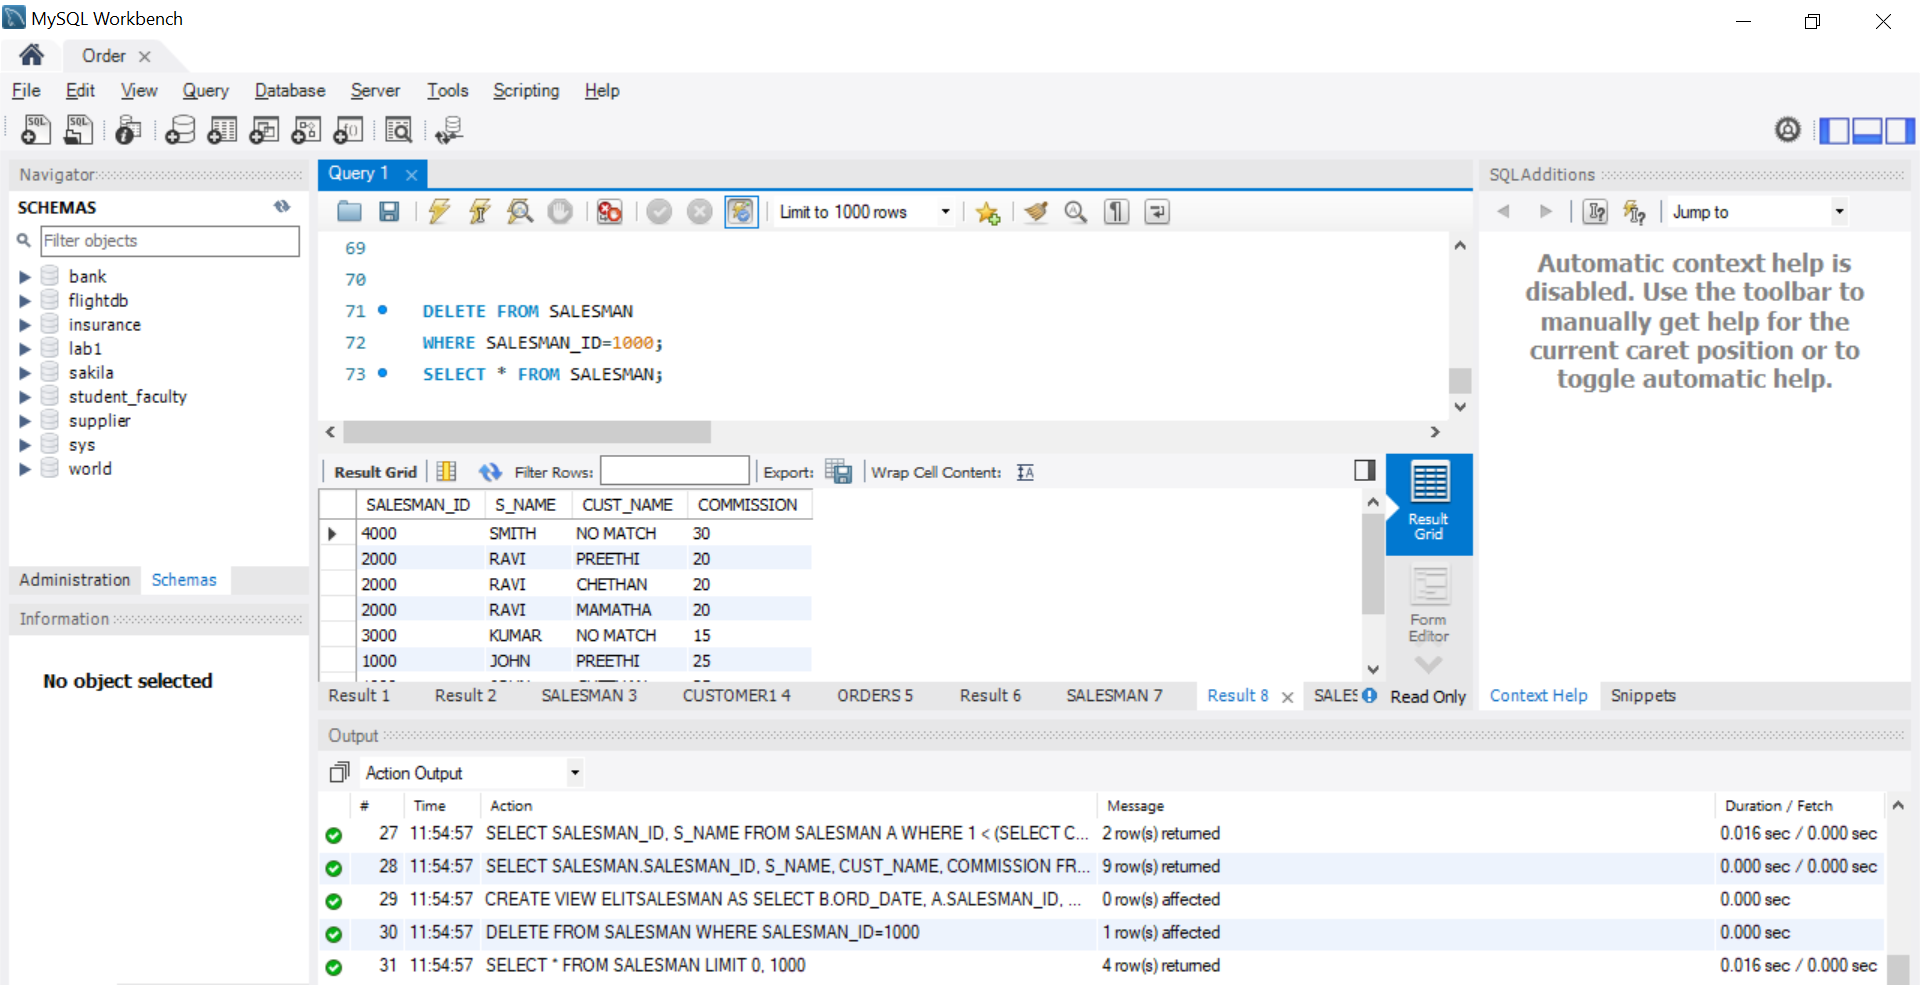 MySQL Workbench
Order
File Edit View Query Database Server Tools Scripting Help
Navigator
SCHEMAS
Filter objects
bank
flightdb
insurance
lab1
sakila
student_faculty
supplier
sys
world
Administration Schemas
Information
No object selected
Query 1
Limit to 1000 rows
69
70
71 DELETE FROM SALESMAN
72 WHERE SALESMAN_ID=1000;
73 SELECT * FROM SALESMAN;
Result Grid Filter Rows: Export: Wrap Cell Content:
SALESMAN_ID S_NAME CUST_NAME COMMISSION
4000 SMITH NO MATCH 30
2000 RAVI PREETHI 20
2000 RAVI CHETHAN 20
2000 RAVI MAMATHA 20
3000 KUMAR NO MATCH 15
1000 JOHN PREETHI 25
Result Grid
Form Editor
Result 1 Result 2 SALESMAN 3 CUSTOMER1 4 ORDERS 5 Result 6 SALESMAN 7 Result 8 SALES Read Only
SQLAdditions
Jump to
Automatic context help is
disabled. Use the toolbar to
manually get help for the
current caret position or to
toggle automatic help.
Context Help Snippets
Output
Action Output
# Time Action Message Duration / Fetch
27 11:54:57 SELECT SALESMAN_ID, S_NAME FROM SALESMAN A WHERE 1 < (SELECT C... 2 row(s) returned 0.016 sec / 0.000 sec
28 11:54:57 SELECT SALESMAN.SALESMAN_ID, S_NAME, CUST_NAME, COMMISSION FR... 9 row(s) returned 0.000 sec / 0.000 sec
29 11:54:57 CREATE VIEW ELITSALESMAN AS SELECT B.ORD_DATE, A.SALESMAN_ID, ... 0 row(s) affected 0.000 sec
30 11:54:57 DELETE FROM SALESMAN WHERE SALESMAN_ID=1000 1 row(s) affected 0.000 sec
31 11:54:57 SELECT * FROM SALESMAN LIMIT 0, 1000 4 row(s) returned 0.016 sec / 0.000 sec